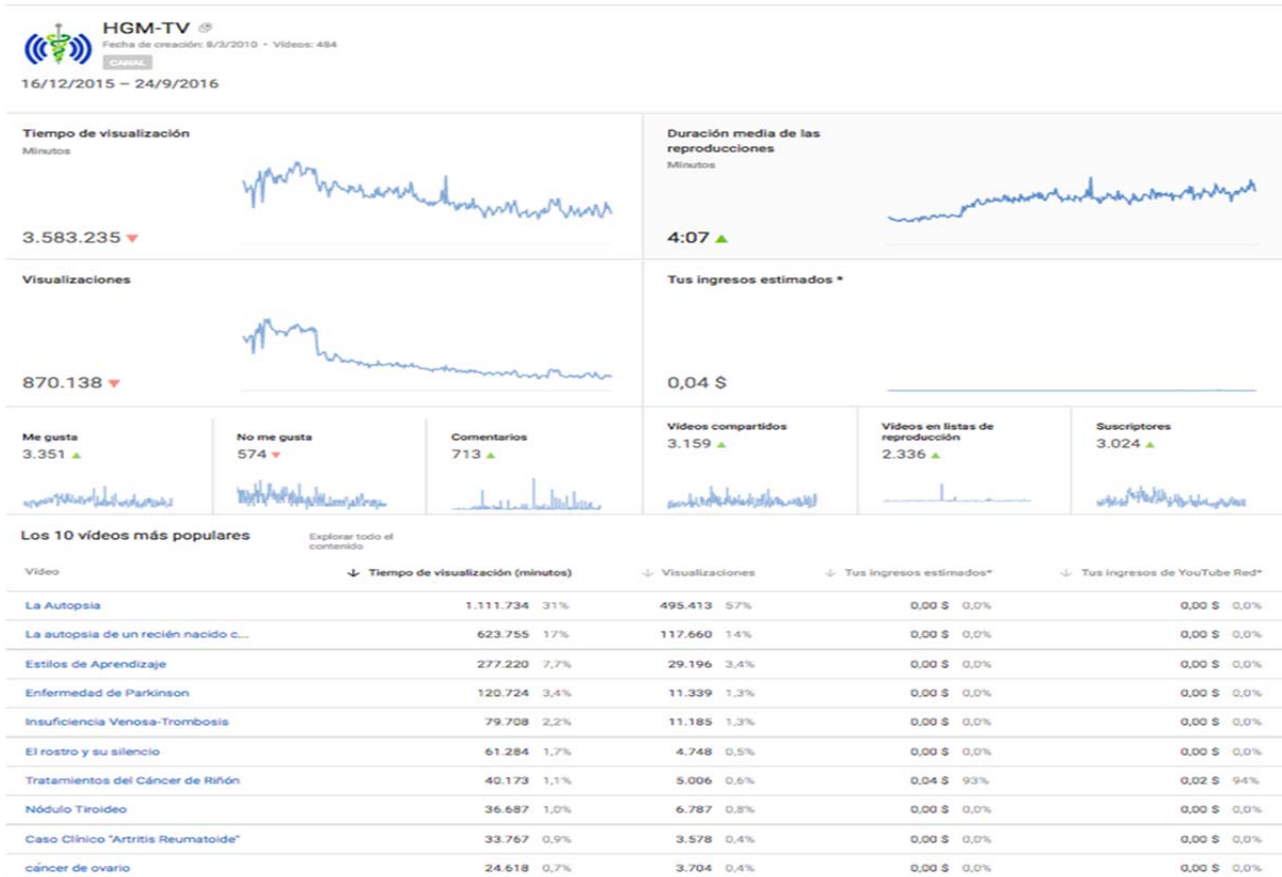 HGM-TV
Fecha de creación: 8/3/2010 • Vídeos: 484
CANAL
16/12/2015 – 24/9/2016
Tiempo de visualización
Minutos
3.583.235
Duración media de las
reproducciones
Minutos
4:07
Visualizaciones
870.138
Tus ingresos estimados *
0,04 $
Me gusta
3.351
No me gusta
574
Comentarios
713
Vídeos compartidos
3.159
Vídeos en listas de
reproducción
2.336
Suscriptores
3.024
Los 10 vídeos más populares
Explorar todo el
contenido
Vídeo Tiempo de visualización (minutos) Visualizaciones Tus ingresos estimados* Tus ingresos de YouTube Red*
La Autopsia 1.111.734 31% 495.413 57% 0,00 $ 0,0% 0,00 $ 0,0%
La autopsia de un recién nacido c... 623.755 17% 117.660 14% 0,00 $ 0,0% 0,00 $ 0,0%
Estilos de Aprendizaje 277.220 7,7% 29.196 3,4% 0,00 $ 0,0% 0,00 $ 0,0%
Enfermedad de Parkinson 120.724 3,4% 11.339 1,3% 0,00 $ 0,0% 0,00 $ 0,0%
Insuficiencia Venosa-Trombosis 79.708 2,2% 11.185 1,3% 0,00 $ 0,0% 0,00 $ 0,0%
El rostro y su silencio 61.284 1,7% 4.748 0,5% 0,00 $ 0,0% 0,00 $ 0,0%
Tratamientos del Cáncer de Riñón 40.173 1,1% 5.006 0,6% 0,04 $ 93% 0,02 $ 94%
Nódulo Tiroideo 36.687 1,0% 6.787 0,8% 0,00 $ 0,0% 0,00 $ 0,0%
Caso Clínico "Artritis Reumatoide" 33.767 0,9% 3.578 0,4% 0,00 $ 0,0% 0,00 $ 0,0%
cáncer de ovario 24.618 0,7% 3.704 0,4% 0,00 $ 0,0% 0,00 $ 0,0%